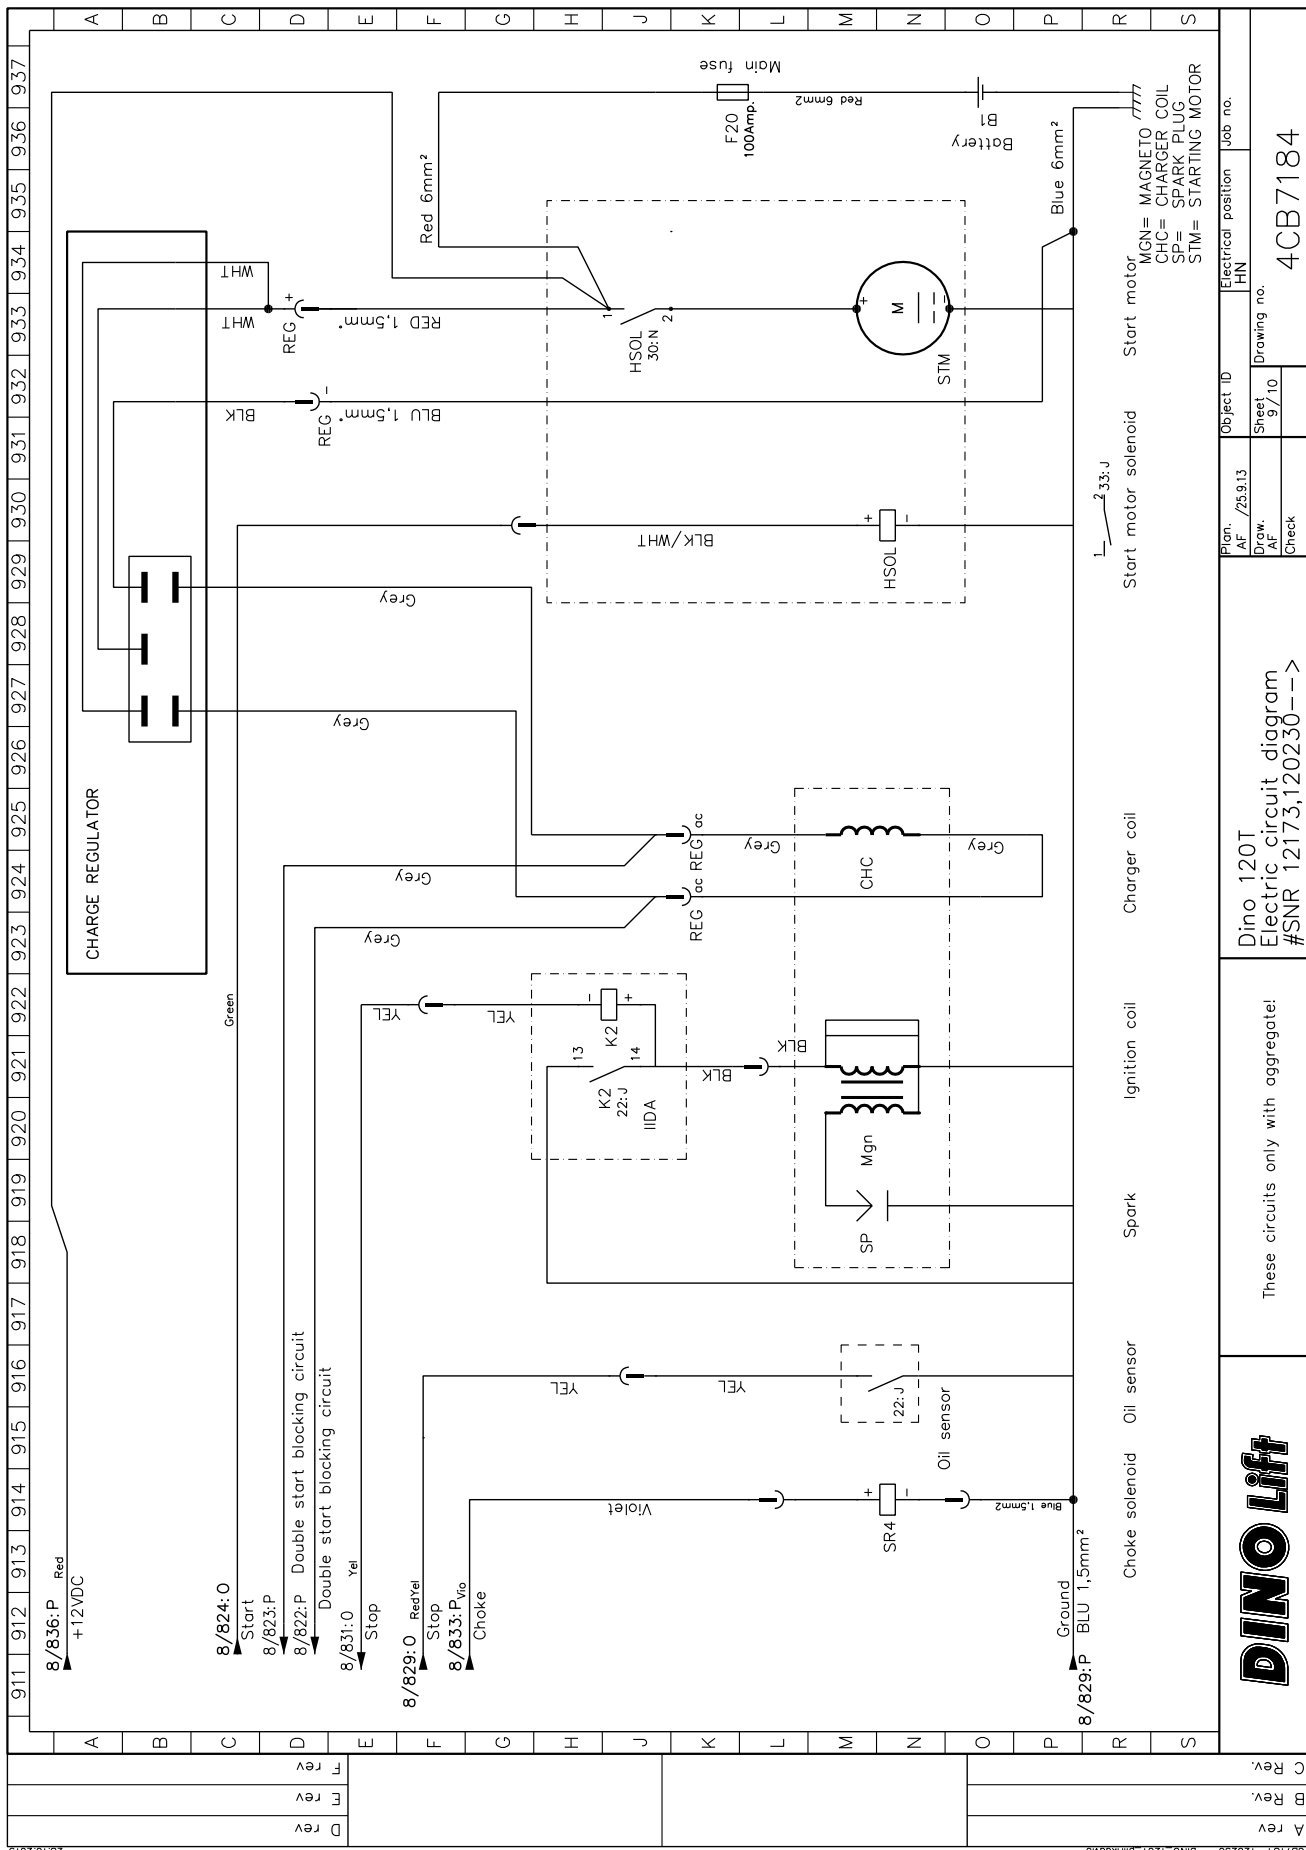 A B C D E F G H J K L M N O P R S
911 912 913 914 915 916 917 918 919 920 921 922 923 924 925 926 927 928 929 930 931 932 933 934 935 936 937
8/836:P Red
+12VDC
8/824:O
Start
Green
8/823:P
Double start blocking circuit
8/822:P
Double start blocking circuit
8/831:O Yel
Stop
8/829:O RedYel
Stop
8/833:P Vio
Choke
Ground
8/829:P BLU 1,5mm²
CHARGE REGULATOR
WHT
WHT
BLK
REG +
RED 1,5mm²
REG -
BLU 1,5mm²
Red 6mm²
Main fuse
F20
100Amp.
Red 6mm2
B1
Battery
Blue 6mm²
HSOL
30:N
1
2
M
+
-
STM
Grey
Grey
BLK/WHT
+
-
HSOL
Grey
Grey
REG ac
REG ac
Grey
CHC
Grey
YEL
YEL
-
+
K2
13
14
K2
22:J
IIDA
BLK
BLK
Mgn
SP
YEL
YEL
22:J
Oil sensor
Violet
+
-
SR4
Blue 1.5mm2
Choke solenoid
Oil sensor
Spark
Ignition coil
Charger coil
Start motor solenoid
1
2 33:J
Start motor
MGN= MAGNETO
CHC= CHARGER COIL
SP= SPARK PLUG
STM= STARTING MOTOR
DINO Lift
These circuits only with aggregate!
Dino 120T
Electric circuit diagram
#SNR 12173,120230-->
Plan.
AF /25.9.13
Draw.
AF
Check
Object ID
Sheet
9/10
Electrical position
HN
Job no.
Drawing no.
4CB7184
A B C D E F G H J K L M N O P R S
F rev
E rev
D rev
C Rev.
B Rev.
A rev